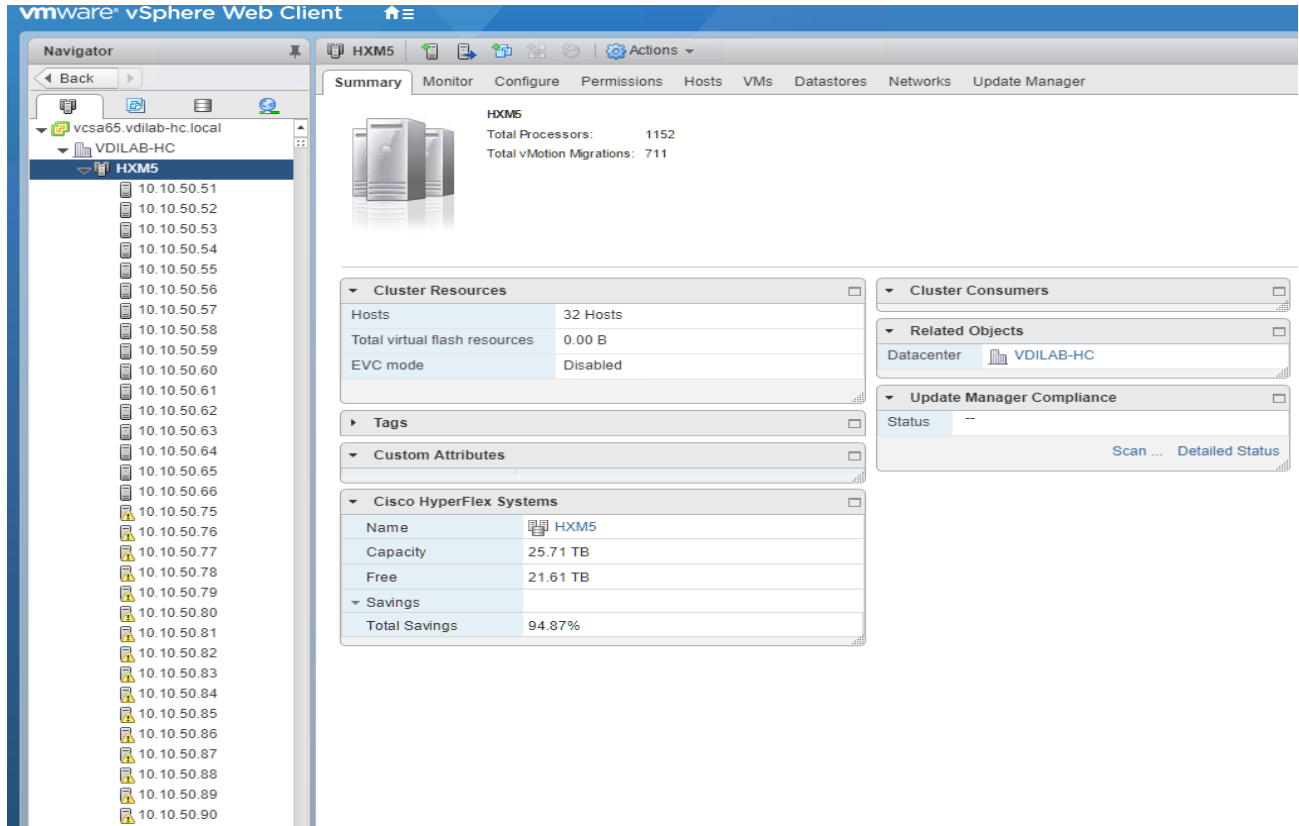 vmware® vSphere Web Client
Navigator
Back
vcsa65.vdilab-hc.local
VDILAB-HC
HXM5
10.10.50.51
10.10.50.52
10.10.50.53
10.10.50.54
10.10.50.55
10.10.50.56
10.10.50.57
10.10.50.58
10.10.50.59
10.10.50.60
10.10.50.61
10.10.50.62
10.10.50.63
10.10.50.64
10.10.50.65
10.10.50.66
10.10.50.75
10.10.50.76
10.10.50.77
10.10.50.78
10.10.50.79
10.10.50.80
10.10.50.81
10.10.50.82
10.10.50.83
10.10.50.84
10.10.50.85
10.10.50.86
10.10.50.87
10.10.50.88
10.10.50.89
10.10.50.90
HXM5 Actions
Summary Monitor Configure Permissions Hosts VMs Datastores Networks Update Manager
HXM5
Total Processors: 1152
Total vMotion Migrations: 711
Cluster Resources
Hosts 32 Hosts
Total virtual flash resources 0.00 B
EVC mode Disabled
Tags
Custom Attributes
Cisco HyperFlex Systems
Name HXM5
Capacity 25.71 TB
Free 21.61 TB
Savings
Total Savings 94.87%
Cluster Consumers
Related Objects
Datacenter VDILAB-HC
Update Manager Compliance
Status --
Scan ... Detailed Status